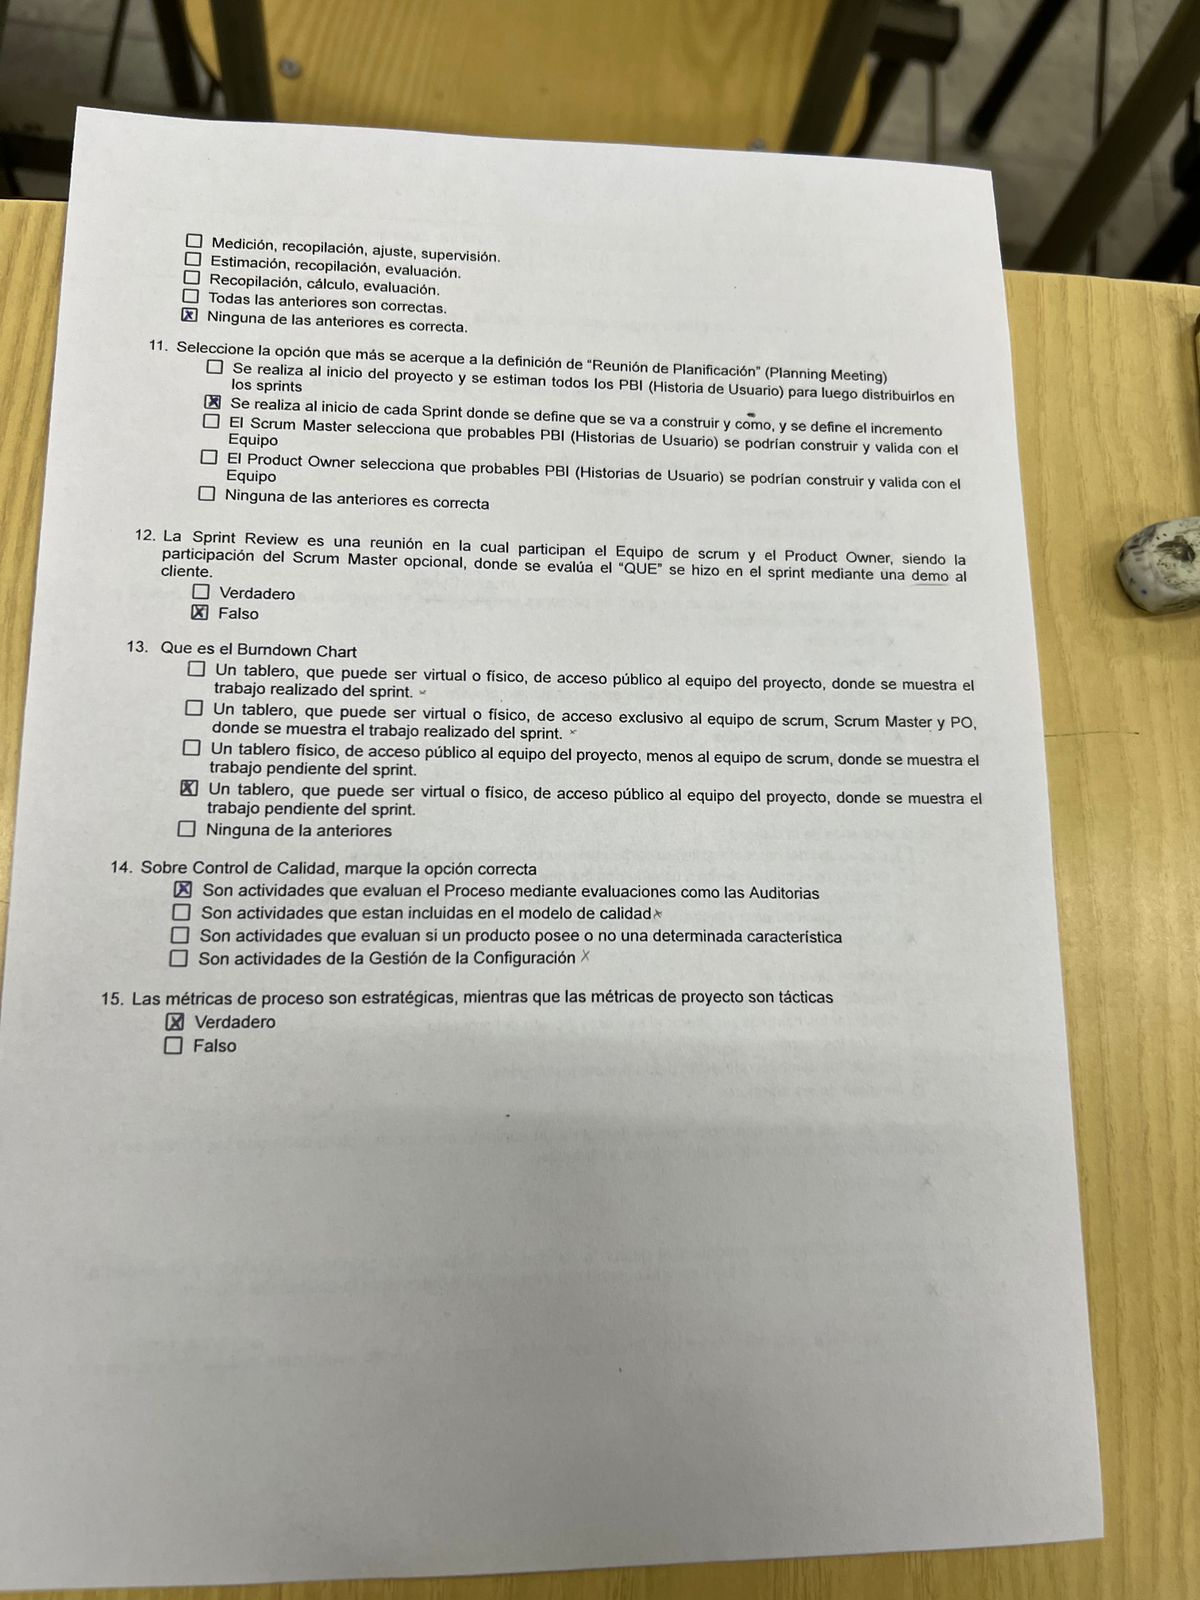 ☐ Medición, recopilación, ajuste, supervisión.
☐ Estimación, recopilación, evaluación.
☐ Recopilación, cálculo, evaluación.
☐ Todas las anteriores son correctas.
☒ Ninguna de las anteriores es correcta.
11. Seleccione la opción que más se acerque a la definición de “Reunión de Planificación” (Planning Meeting)
☐ Se realiza al inicio del proyecto y se estiman todos los PBI (Historia de Usuario) para luego distribuirlos en
los sprints
☒ Se realiza al inicio de cada Sprint donde se define que se va a construir y como, y se define el incremento
☐ El Scrum Master selecciona que probables PBI (Historias de Usuario) se podrían construir y valida con el
Equipo
☐ El Product Owner selecciona que probables PBI (Historias de Usuario) se podrían construir y valida con el
Equipo
☐ Ninguna de las anteriores es correcta
12. La Sprint Review es una reunión en la cual participan el Equipo de scrum y el Product Owner, siendo la
participación del Scrum Master opcional, donde se evalúa el “QUE” se hizo en el sprint mediante una demo al
cliente.
☐ Verdadero
☒ Falso
13. Que es el Burndown Chart
☐ Un tablero, que puede ser virtual o físico, de acceso público al equipo del proyecto, donde se muestra el
trabajo realizado del sprint. x
☐ Un tablero, que puede ser virtual o físico, de acceso exclusivo al equipo de scrum, Scrum Master y PO,
donde se muestra el trabajo realizado del sprint. x
☐ Un tablero físico, de acceso público al equipo del proyecto, menos al equipo de scrum, donde se muestra el
trabajo pendiente del sprint.
☒ Un tablero, que puede ser virtual o físico, de acceso público al equipo del proyecto, donde se muestra el
trabajo pendiente del sprint.
☐ Ninguna de la anteriores
14. Sobre Control de Calidad, marque la opción correcta
☒ Son actividades que evaluan el Proceso mediante evaluaciones como las Auditorias
☐ Son actividades que estan incluidas en el modelo de calidad x
☐ Son actividades que evaluan si un producto posee o no una determinada característica
☐ Son actividades de la Gestión de la Configuración x
15. Las métricas de proceso son estratégicas, mientras que las métricas de proyecto son tácticas
☒ Verdadero
☐ Falso